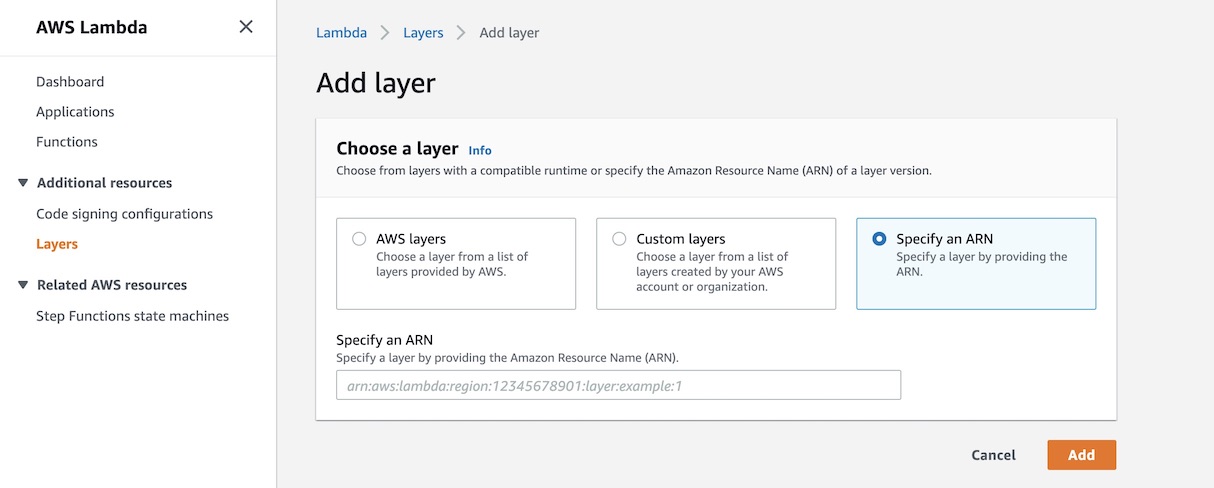 AWS Lambda
Dashboard
Applications
Functions
Additional resources
Code signing configurations
Layers
Related AWS resources
Step Functions state machines
Lambda > Layers > Add layer
Add layer
Choose a layer Info
Choose from layers with a compatible runtime or specify the Amazon Resource Name (ARN) of a layer version.
AWS layers
Choose a layer from a list of
layers provided by AWS.
Custom layers
Choose a layer from a list of
layers created by your AWS
account or organization.
Specify an ARN
Specify a layer by providing the
ARN.
Specify an ARN
Specify a layer by providing the Amazon Resource Name (ARN).
arn:aws:lambda:region:12345678901:layer:example:1
Cancel
Add